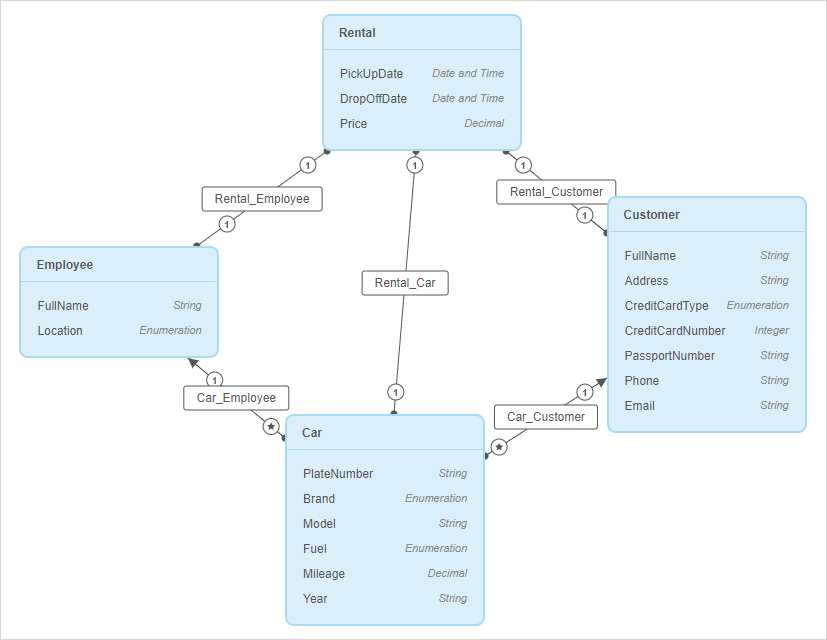 Rental
PickUpDate Date and Time
DropOffDate Date and Time
Price Decimal
1 1 1
Rental_Employee Rental_Customer
1 1
Employee
FullName String
Location Enumeration
Rental_Car
Customer
FullName String
Address String
CreditCardType Enumeration
CreditCardNumber Integer
PassportNumber String
Phone String
Email String
1 1 1
Car_Employee Car_Customer
Car
PlateNumber String
Brand Enumeration
Model String
Fuel Enumeration
Mileage Decimal
Year String